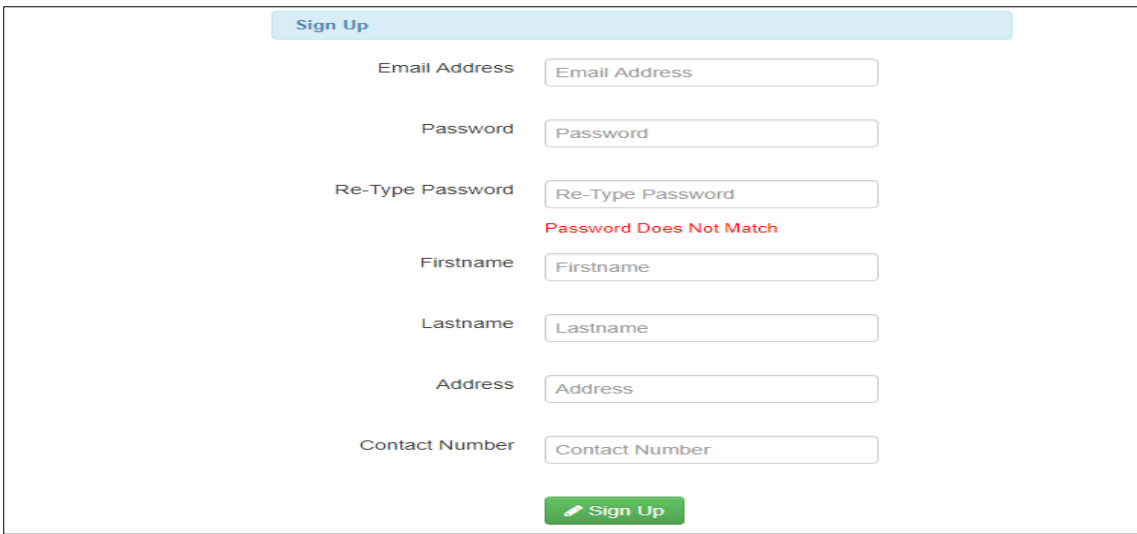 Sign Up
Email Address Email Address
Password Password
Re-Type Password Re-Type Password
Password Does Not Match
Firstname Firstname
Lastname Lastname
Address Address
Contact Number Contact Number
Sign Up